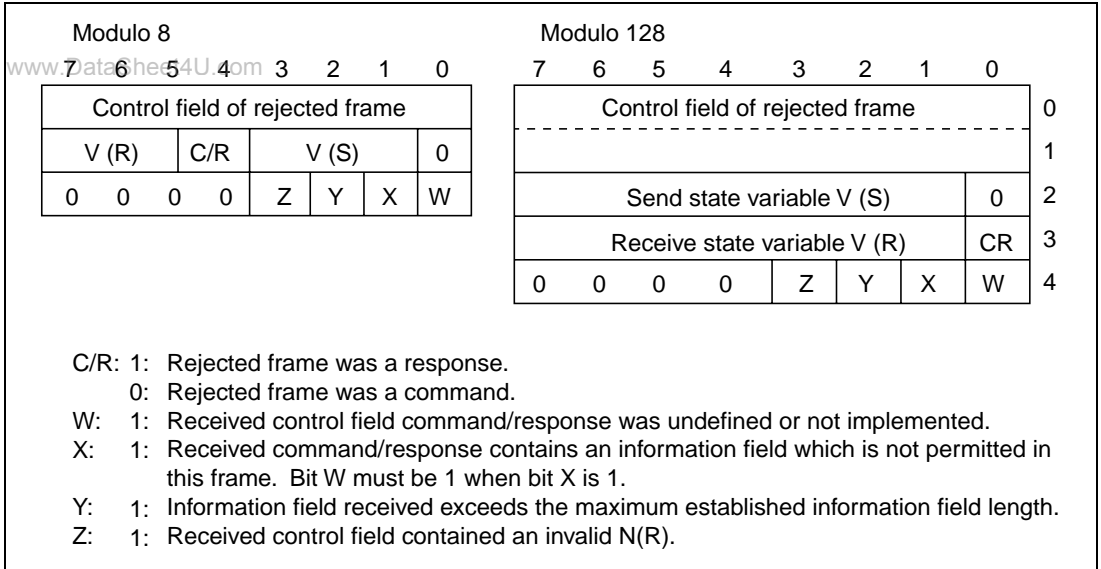 Modulo 8 Modulo 128
www.DataSheet4U.com
7 6 5 4 3 2 1 0 7 6 5 4 3 2 1 0
Control field of rejected frame Control field of rejected frame 0
V (R) C/R V (S) 0 1
0 0 0 0 Z Y X W Send state variable V (S) 0 2
Receive state variable V (R) CR 3
0 0 0 0 Z Y X W 4
C/R: 1: Rejected frame was a response.
0: Rejected frame was a command.
W: 1: Received control field command/response was undefined or not implemented.
X: 1: Received command/response contains an information field which is not permitted in
this frame. Bit W must be 1 when bit X is 1.
Y: 1: Information field received exceeds the maximum established information field length.
Z: 1: Received control field contained an invalid N(R).